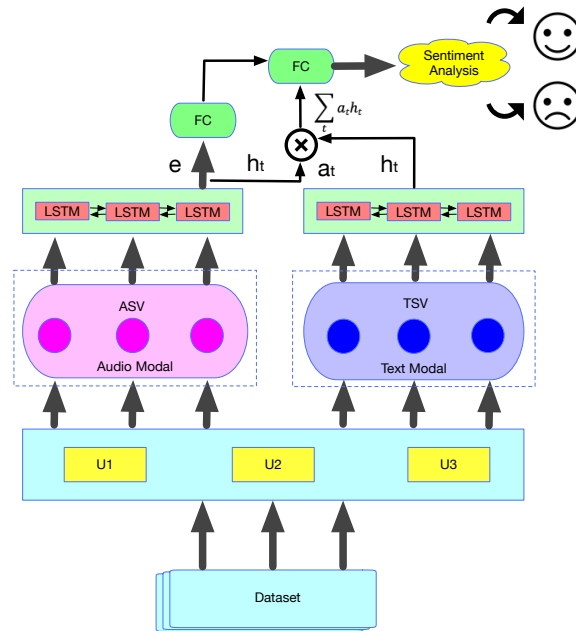 Sentiment
Analysis
FC
∑ₜ aₜhₜ
FC
e
hₜ
aₜ
hₜ
LSTM LSTM LSTM
LSTM LSTM LSTM
ASV
Audio Modal
TSV
Text Modal
U1
U2
U3
Dataset